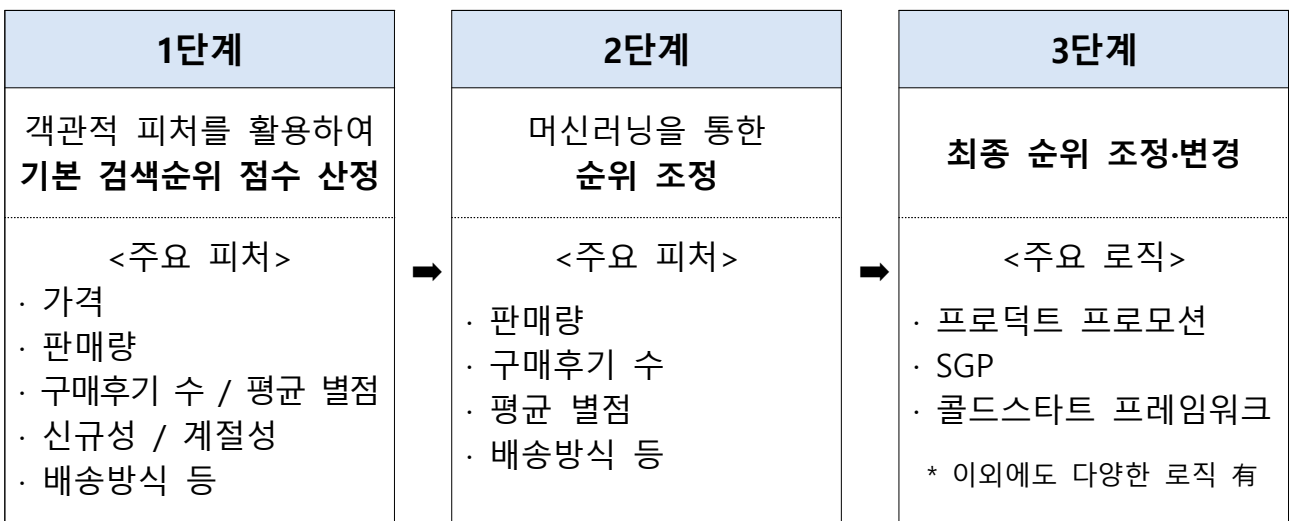 1단계
객관적 피처를 활용하여
기본 검색순위 점수 산정
<주요 피처>
· 가격
· 판매량
· 구매후기 수 / 평균 별점
· 신규성 / 계절성
· 배송방식 등
➡
2단계
머신러닝을 통한
순위 조정
<주요 피처>
· 판매량
· 구매후기 수
· 평균 별점
· 배송방식 등
➡
3단계
최종 순위 조정·변경
<주요 로직>
· 프로덕트 프로모션
· SGP
· 콜드스타트 프레임워크
* 이외에도 다양한 로직 有